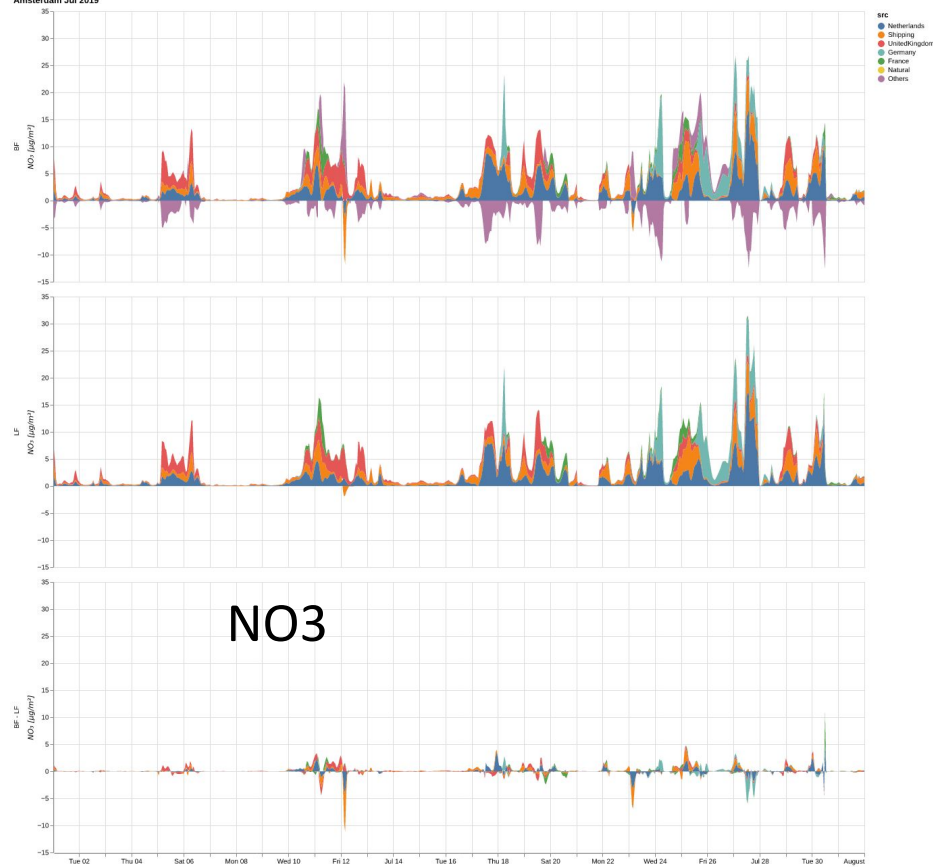 Amsterdam Jul 2019
35
30
25
20
15
10
5
0
−5
−10
−15
BF
NO₃ [µg/m³]
src
Netherlands
Shipping
UnitedKingdom
Germany
France
Natural
Others
35
30
25
20
15
10
5
0
−5
−10
−15
LF
NO₃ [µg/m³]
35
30
25
20
15
10
5
0
−5
−10
−15
BF - LF
NO₃ [µg/m³]
NO3
Tue 02 Thu 04 Sat 06 Mon 08 Wed 10 Fri 12 Jul 14 Tue 16 Thu 18 Sat 20 Mon 22 Wed 24 Fri 26 Jul 28 Tue 30 August